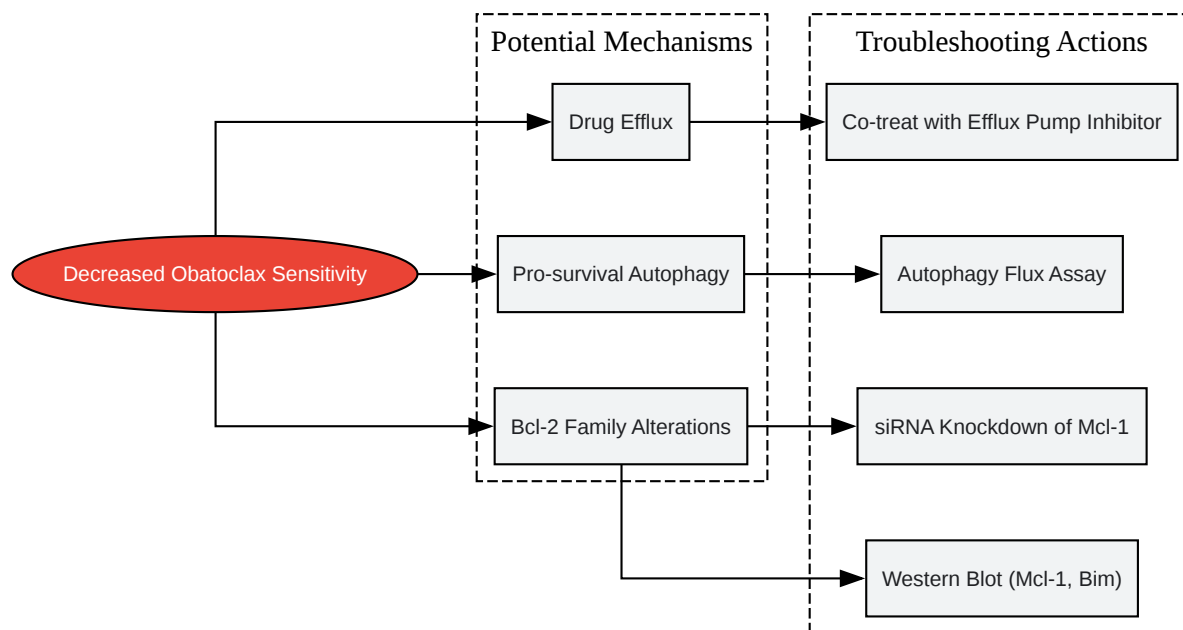 Potential Mechanisms
Troubleshooting Actions
Drug Efflux
Co-treat with Efflux Pump Inhibitor
Decreased Obatoclax Sensitivity
Pro-survival Autophagy
Autophagy Flux Assay
Bcl-2 Family Alterations
siRNA Knockdown of Mcl-1
Western Blot (Mcl-1, Bim)